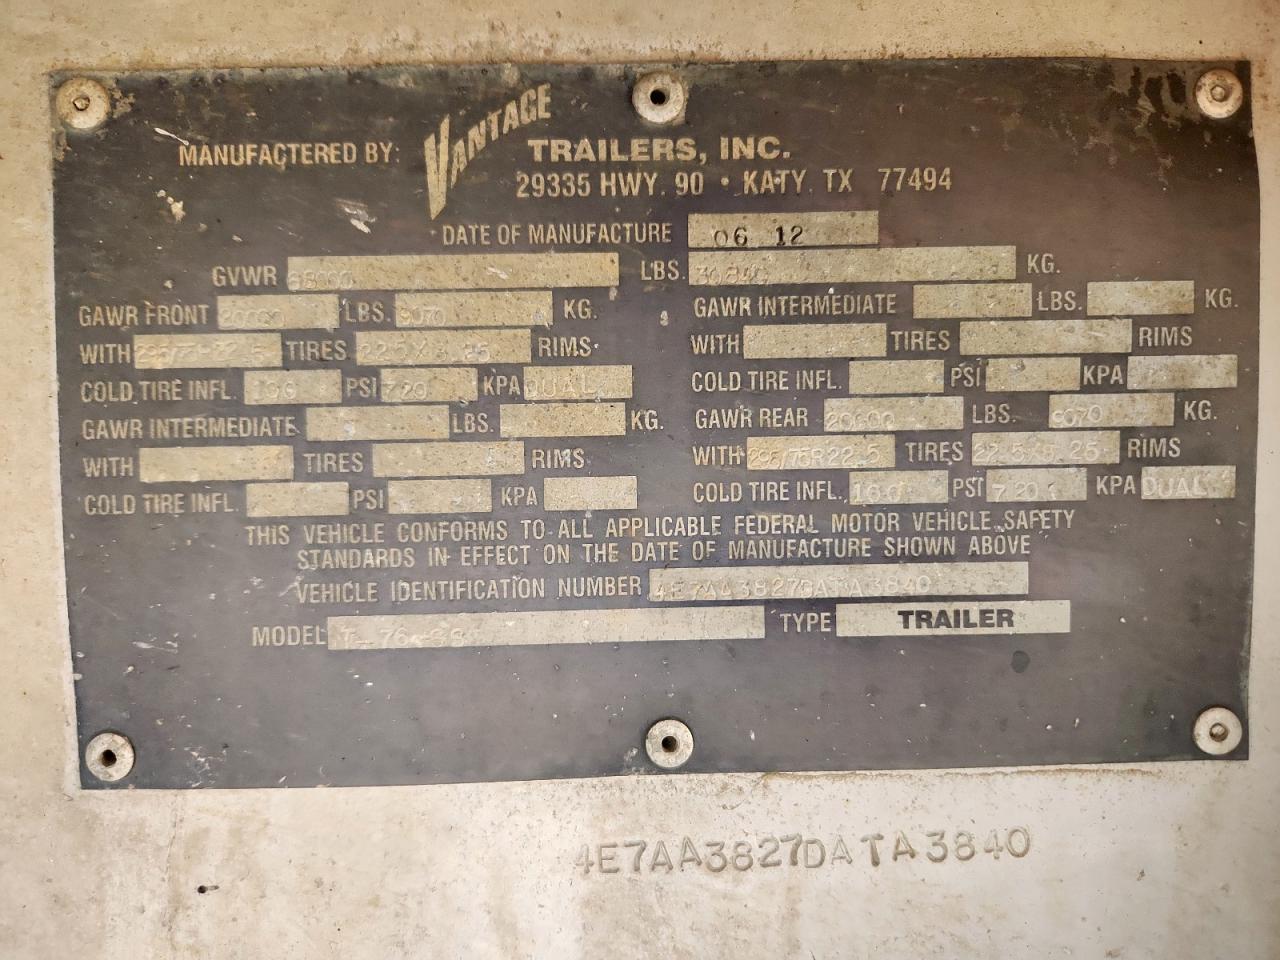 MANUFACTURED BY: VANTAGE TRAILERS, INC.
29335 HWY. 90 • KATY, TX 77494
DATE OF MANUFACTURE 06 12
GVWR 68000 LBS. 30840 KG.
GAWR FRONT 20000 LBS. 9070 KG. GAWR INTERMEDIATE LBS. KG.
WITH 295/75R22.5 TIRES 22.5X8.25 RIMS WITH TIRES RIMS
COLD TIRE INFL. 100 PSI 720 KPA DUAL COLD TIRE INFL. PSI KPA
GAWR INTERMEDIATE LBS. KG. GAWR REAR 20000 LBS. 9070 KG.
WITH TIRES RIMS WITH 295/75R22.5 TIRES 22.5X8.25 RIMS
COLD TIRE INFL. PSI KPA COLD TIRE INFL. 100 PSI 720 KPA DUAL
THIS VEHICLE CONFORMS TO ALL APPLICABLE FEDERAL MOTOR VEHICLE SAFETY
STANDARDS IN EFFECT ON THE DATE OF MANUFACTURE SHOWN ABOVE
VEHICLE IDENTIFICATION NUMBER 4E7AA3827DATA3840
MODEL TYPE TRAILER
4E7AA3827DATA3840